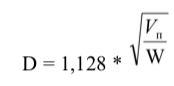 D = 1,128 * √(Vп / W)